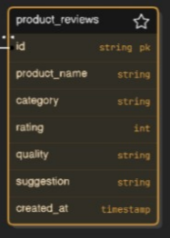 product_reviews
id string pk
product_name string
category string
rating int
quality string
suggestion string
created_at timestamp